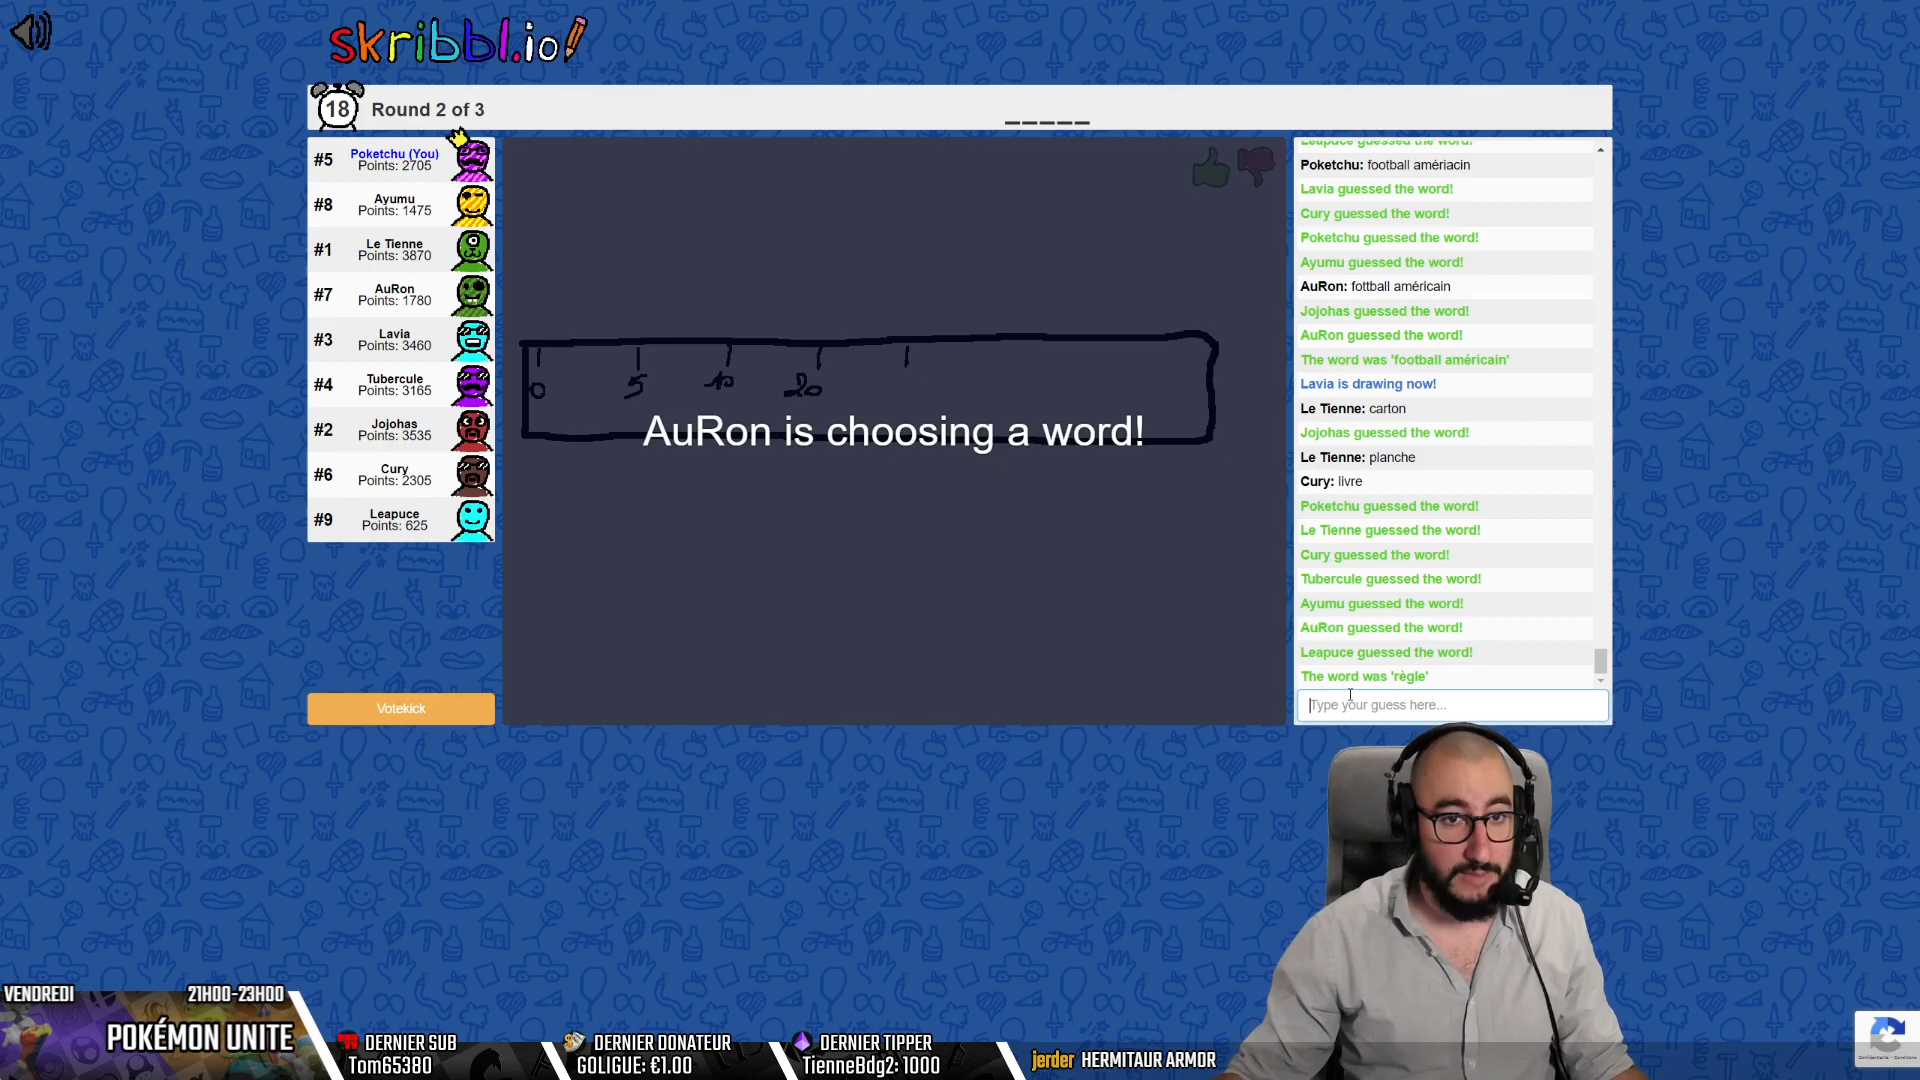 skribbl.io
18
Round 2 of 3
_____
#5 Poketchu (You)
Points: 2705
#8 Ayumu
Points: 1475
#1 Le Tienne
Points: 3870
#7 AuRon
Points: 1780
#3 Lavia
Points: 3460
#4 Tubercule
Points: 3165
#2 Jojohas
Points: 3535
#6 Cury
Points: 2305
#9 Leapuce
Points: 625
Votekick
0 5 10 20
AuRon is choosing a word!
Leapuce guessed the word!
Poketchu: football amériacin
Lavia guessed the word!
Cury guessed the word!
Poketchu guessed the word!
Ayumu guessed the word!
AuRon: fottball américain
Jojohas guessed the word!
AuRon guessed the word!
The word was 'football américain'
Lavia is drawing now!
Le Tienne: carton
Jojohas guessed the word!
Le Tienne: planche
Cury: livre
Poketchu guessed the word!
Le Tienne guessed the word!
Cury guessed the word!
Tubercule guessed the word!
Ayumu guessed the word!
AuRon guessed the word!
Leapuce guessed the word!
The word was 'règle'
Type your guess here...
VENDREDI 21H00-23H00
POKÉMON UNITE
DERNIER SUB
Tom65380
DERNIER DONATEUR
GOLIGUE: €1.00
DERNIER TIPPER
TienneBdg2: 1000
jerder HERMITAUR ARMOR